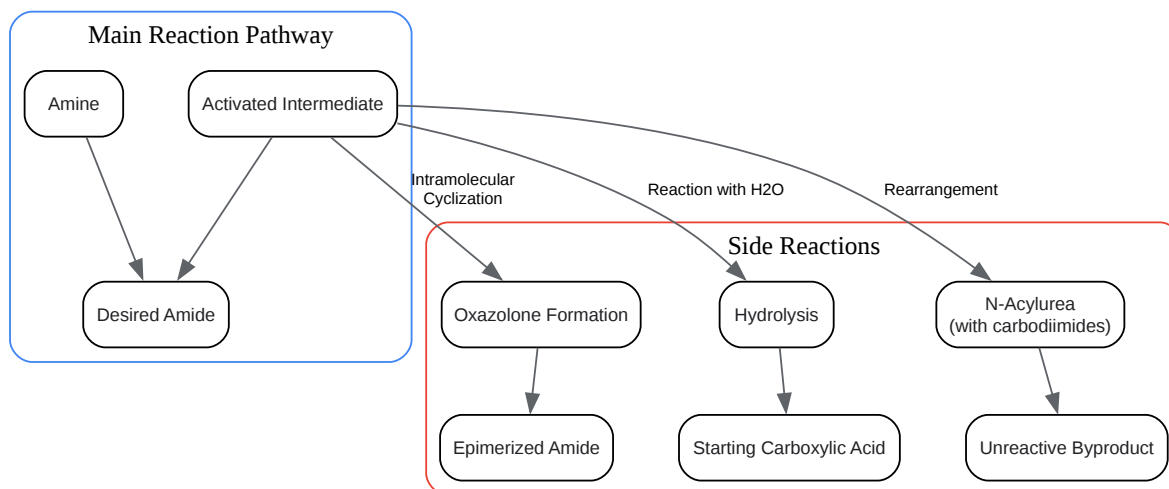 Main Reaction Pathway
Amine
Activated Intermediate
Intramolecular
Cyclization
Reaction with H2O
Rearrangement
Side Reactions
Desired Amide
Oxazolone Formation
Hydrolysis
N-Acylurea
(with carbodiimides)
Epimerized Amide
Starting Carboxylic Acid
Unreactive Byproduct